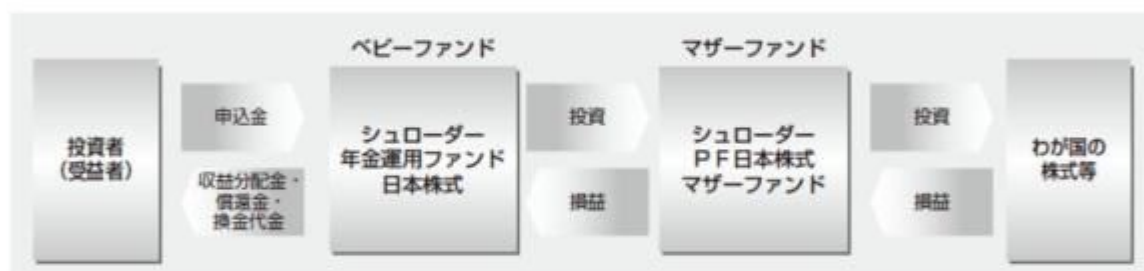 ベビーファンド
マザーファンド
投資者
(受益者)
申込金
収益分配金・
償還金・
換金代金
シュローダー
年金運用ファンド
日本株式
投資
損益
シュローダー
PF日本株式
マザーファンド
投資
損益
わが国の
株式等